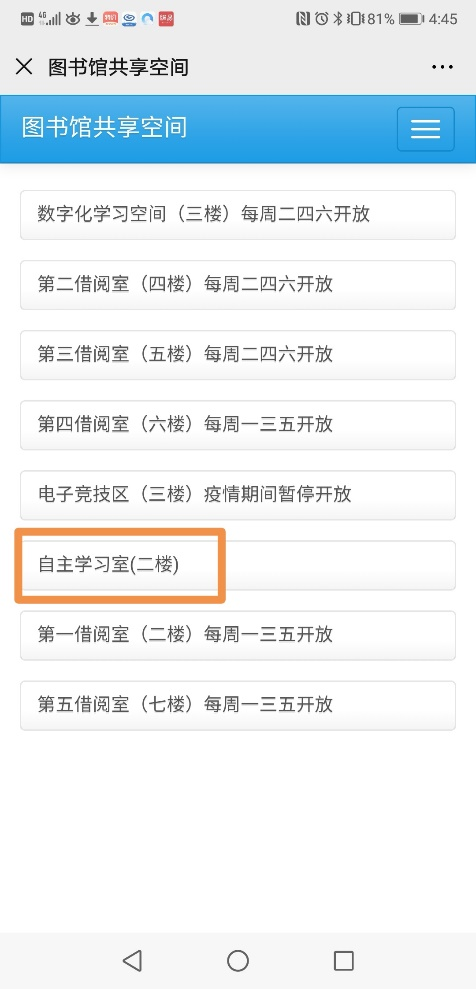 HD 4G 81% 4:45
图书馆共享空间
图书馆共享空间
数字化学习空间（三楼）每周二四六开放
第二借阅室（四楼）每周二四六开放
第三借阅室（五楼）每周二四六开放
第四借阅室（六楼）每周一三五开放
电子竞技区（三楼）疫情期间暂停开放
自主学习室(二楼)
第一借阅室（二楼）每周一三五开放
第五借阅室（七楼）每周一三五开放